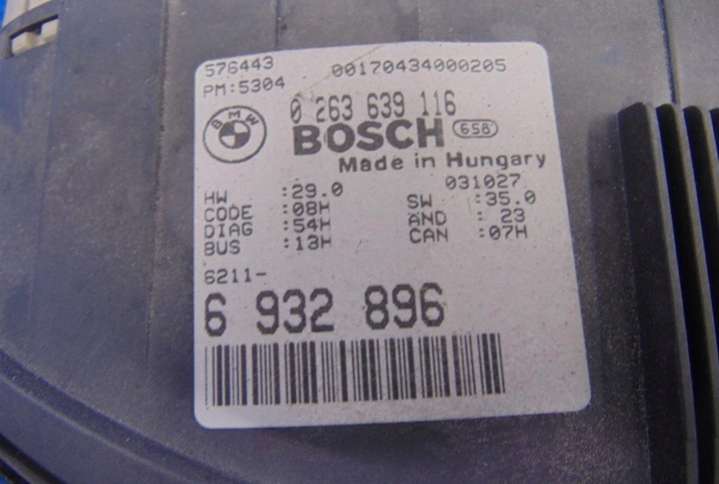 576443 00170434000205
PM:5304
BMW 0 263 639 116
BOSCH 658
Made in Hungary
031027
HW :29.0 SW :35.0
CODE :08H AND : 23
DIAG :54H CAN :07H
BUS :13H
6211-
6 932 896